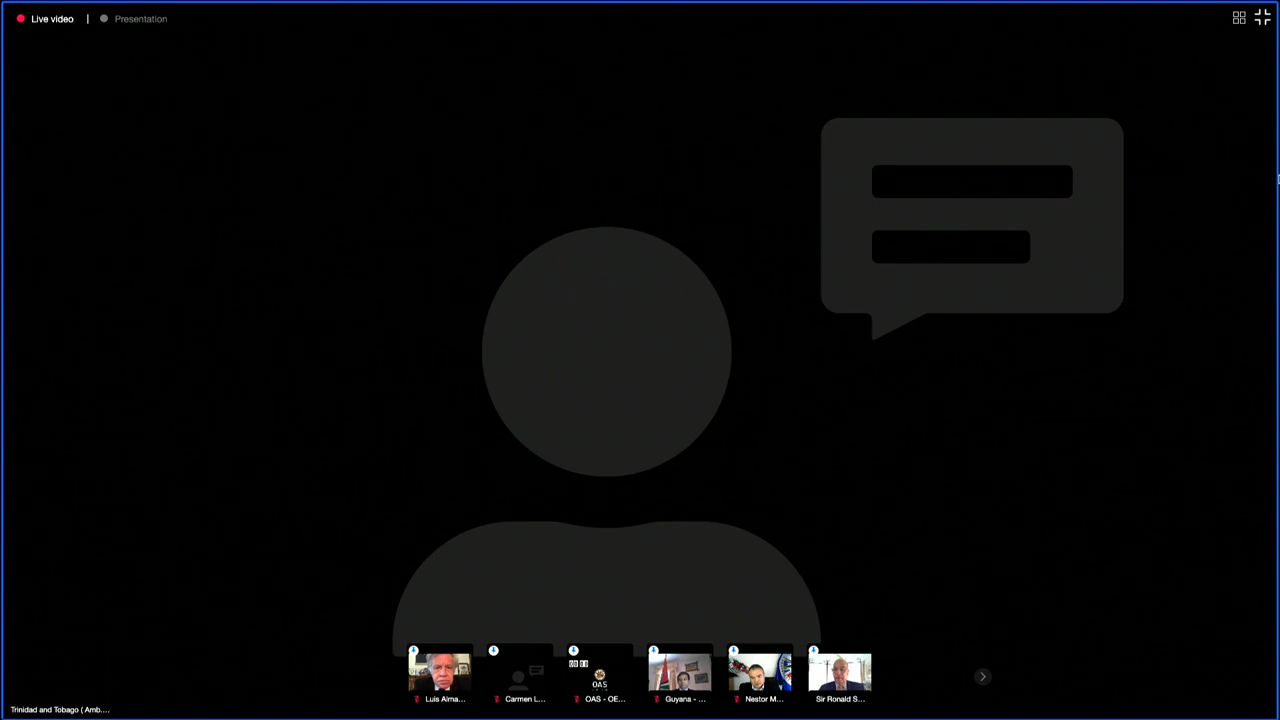 Live video | Presentation
OAS
Luis Alma...
Carmen L...
OAS - OE...
Guyana - ...
Nestor M...
Sir Ronald S...
Trinidad and Tobago ( Amb....